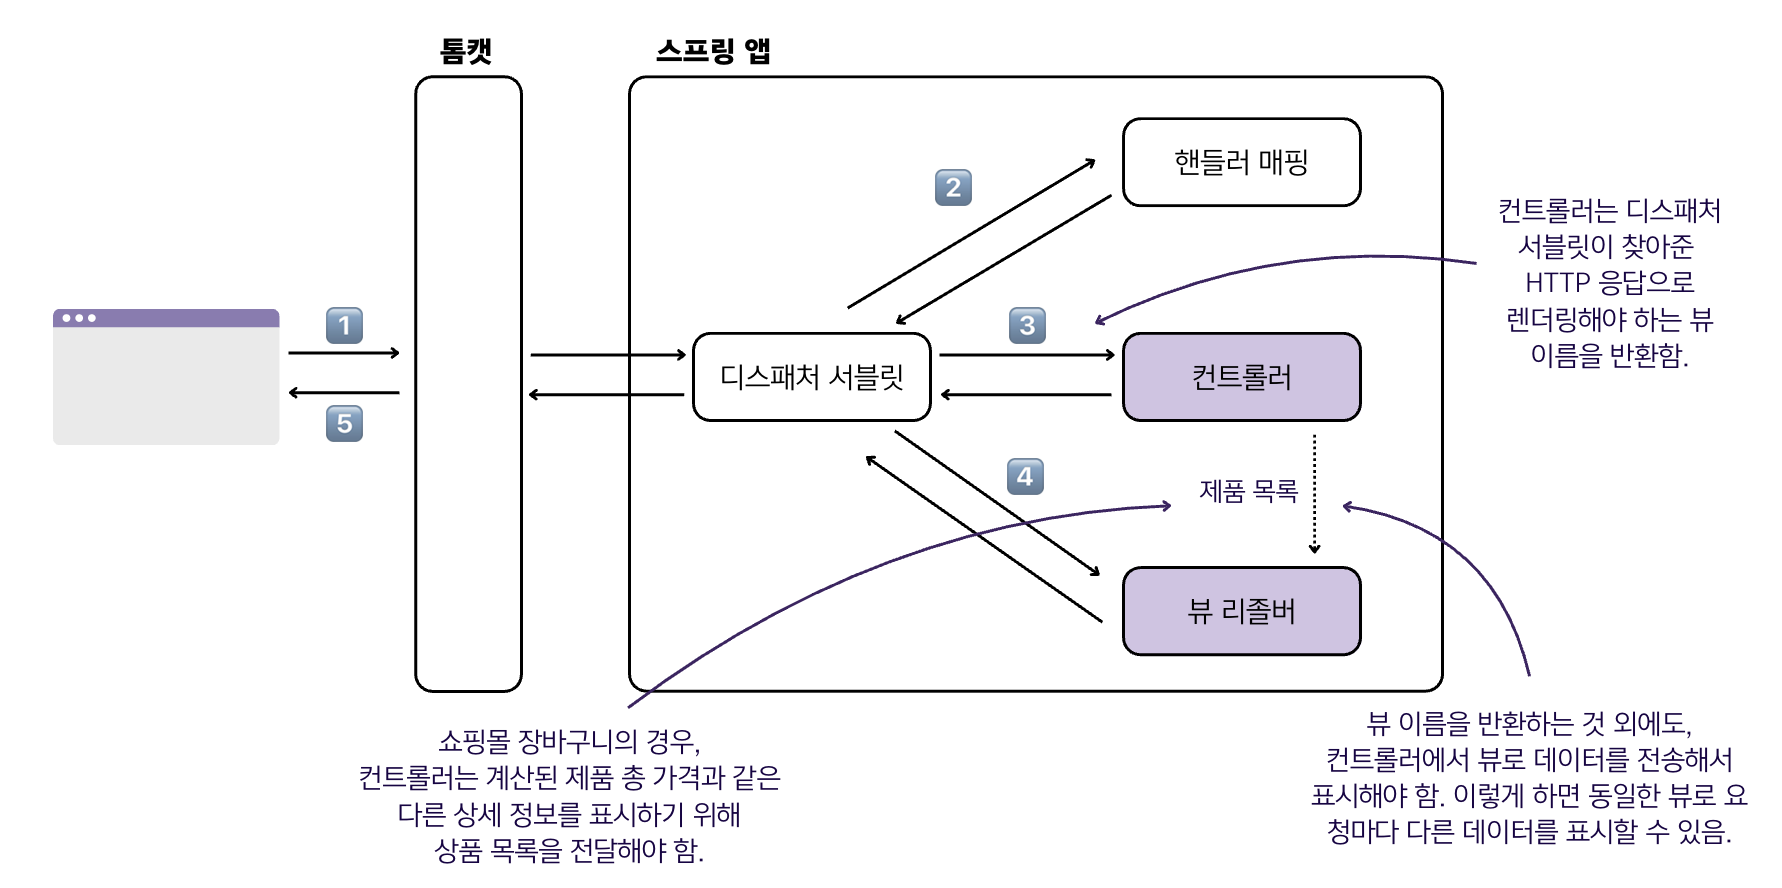 톰캣
스프링 앱
핸들러 매핑
2
컨트롤러는 디스패처
서블릿이 찾아준
HTTP 응답으로
렌더링해야 하는 뷰
이름을 반환함.
1
3
디스패처 서블릿
컨트롤러
5
4
제품 목록
뷰 리졸버
쇼핑몰 장바구니의 경우,
컨트롤러는 계산된 제품 총 가격과 같은
다른 상세 정보를 표시하기 위해
상품 목록을 전달해야 함.
뷰 이름을 반환하는 것 외에도,
컨트롤러에서 뷰로 데이터를 전송해서
표시해야 함. 이렇게 하면 동일한 뷰로 요
청마다 다른 데이터를 표시할 수 있음.